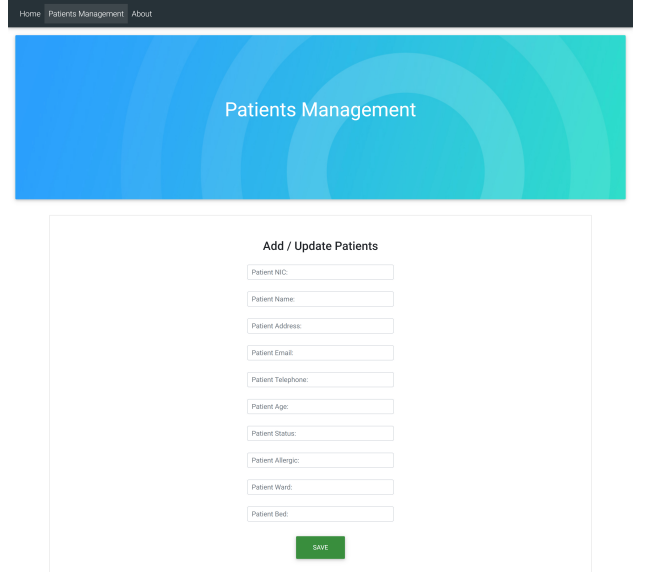 Home Patients Management About
Patients Management
Add / Update Patients
Patient NIC:
Patient Name:
Patient Address:
Patient Email:
Patient Telephone:
Patient Age:
Patient Status:
Patient Allergic:
Patient Ward:
Patient Bed:
SAVE